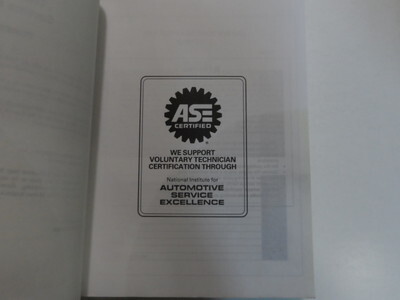 ASE
CERTIFIED
WE SUPPORT
VOLUNTARY TECHNICIAN
CERTIFICATION THROUGH
National Institute for
AUTOMOTIVE
SERVICE
EXCELLENCE